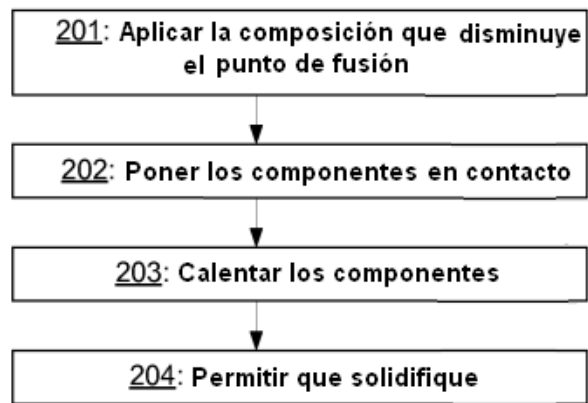 201: Aplicar la composición que disminuye
el punto de fusión
202: Poner los componentes en contacto
203: Calentar los componentes
204: Permitir que solidifique